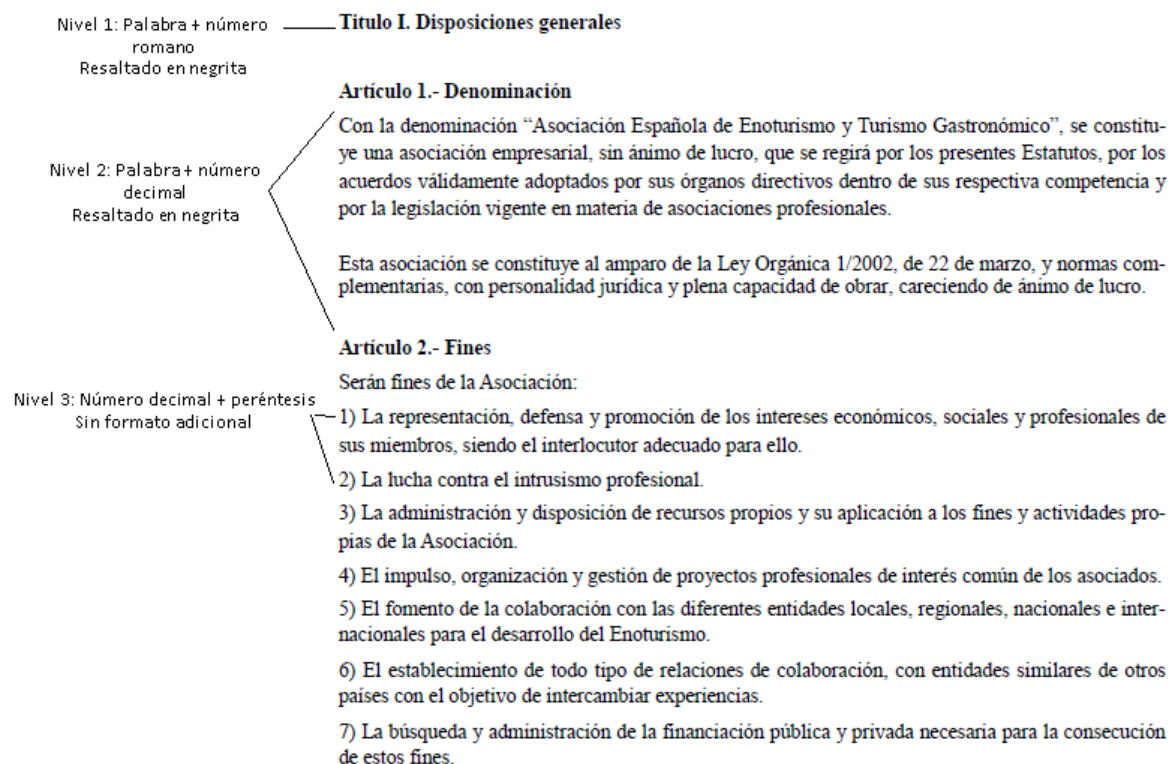 Nivel 1: Palabra + número
romano
Resaltado en negrita
Titulo I. Disposiciones generales
Artículo 1.- Denominación
Con la denominación “Asociación Española de Enoturismo y Turismo Gastronómico”, se constitu-
ye una asociación empresarial, sin ánimo de lucro, que se regirá por los presentes Estatutos, por los
acuerdos válidamente adoptados por sus órganos directivos dentro de sus respectiva competencia y
por la legislación vigente en materia de asociaciones profesionales.
Nivel 2: Palabra + número
decimal
Resaltado en negrita
Esta asociación se constituye al amparo de la Ley Orgánica 1/2002, de 22 de marzo, y normas com-
plementarias, con personalidad jurídica y plena capacidad de obrar, careciendo de ánimo de lucro.
Artículo 2.- Fines
Serán fines de la Asociación:
Nivel 3: Número decimal + peréntesis
Sin formato adicional
1) La representación, defensa y promoción de los intereses económicos, sociales y profesionales de
sus miembros, siendo el interlocutor adecuado para ello.
2) La lucha contra el intrusismo profesional.
3) La administración y disposición de recursos propios y su aplicación a los fines y actividades pro-
pias de la Asociación.
4) El impulso, organización y gestión de proyectos profesionales de interés común de los asociados.
5) El fomento de la colaboración con las diferentes entidades locales, regionales, nacionales e inter-
nacionales para el desarrollo del Enoturismo.
6) El establecimiento de todo tipo de relaciones de colaboración, con entidades similares de otros
países con el objetivo de intercambiar experiencias.
7) La búsqueda y administración de la financiación pública y privada necesaria para la consecución
de estos fines.